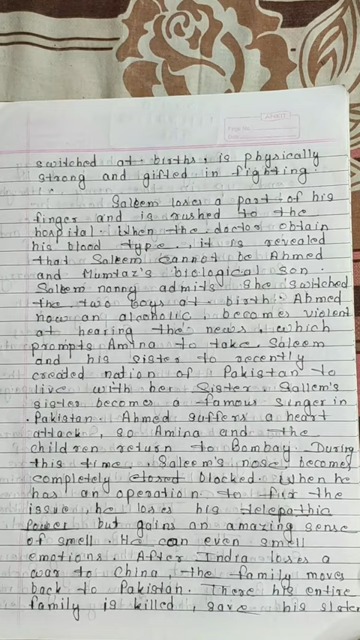 switched at births, is physically
strong and gifted in fighting.
Saleem loses a part of his
finger and is rushed to the
hospital. When the doctor obtain
his blood type, it is revealed
that Saleem cannot be Ahmed
and Mumtaz's biological son.
Saleem nanny admits she switched
the two boys at birth. Ahmed
now an alcoholic, becomes violent
at hearing the news, which
prompts Amina to take Saleem
and his sister to recently
created nation of Pakistan to
live with her Sister. Sallem's
sister becomes a famous singer in
Pakistan. Ahmed suffers a heart
attack, so Amina and the
children return to Bombay. During
this time, Saleem's nose becomes
completely closed blocked. When he
has an operation to fix the
issue, he loses his telepathic
power but gains an amazing sense
of smell. He can even smell
emotions. After India loses a
war to China, the family moves
back to Pakistan. There his entire
family is killed, save his sister